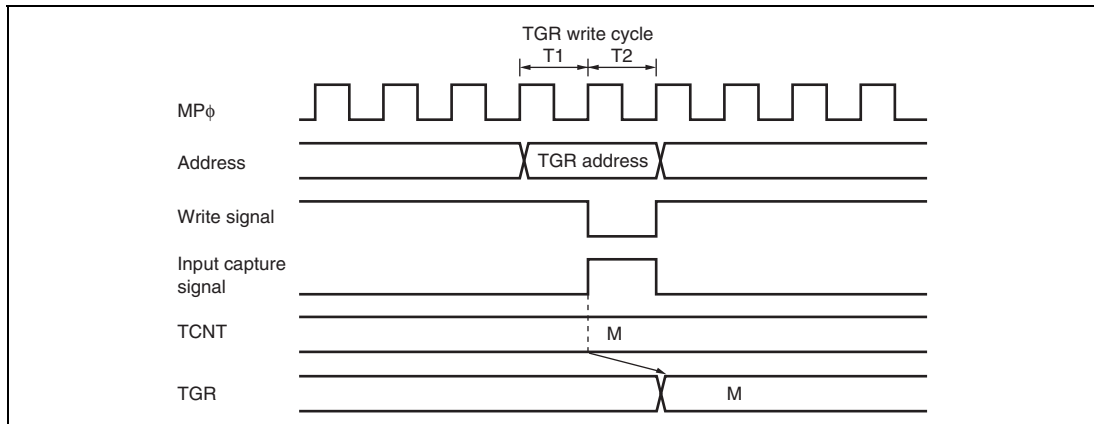 TGR write cycle
T1 T2
MPϕ
Address
TGR address
Write signal
Input capture
signal
TCNT
M
TGR
M